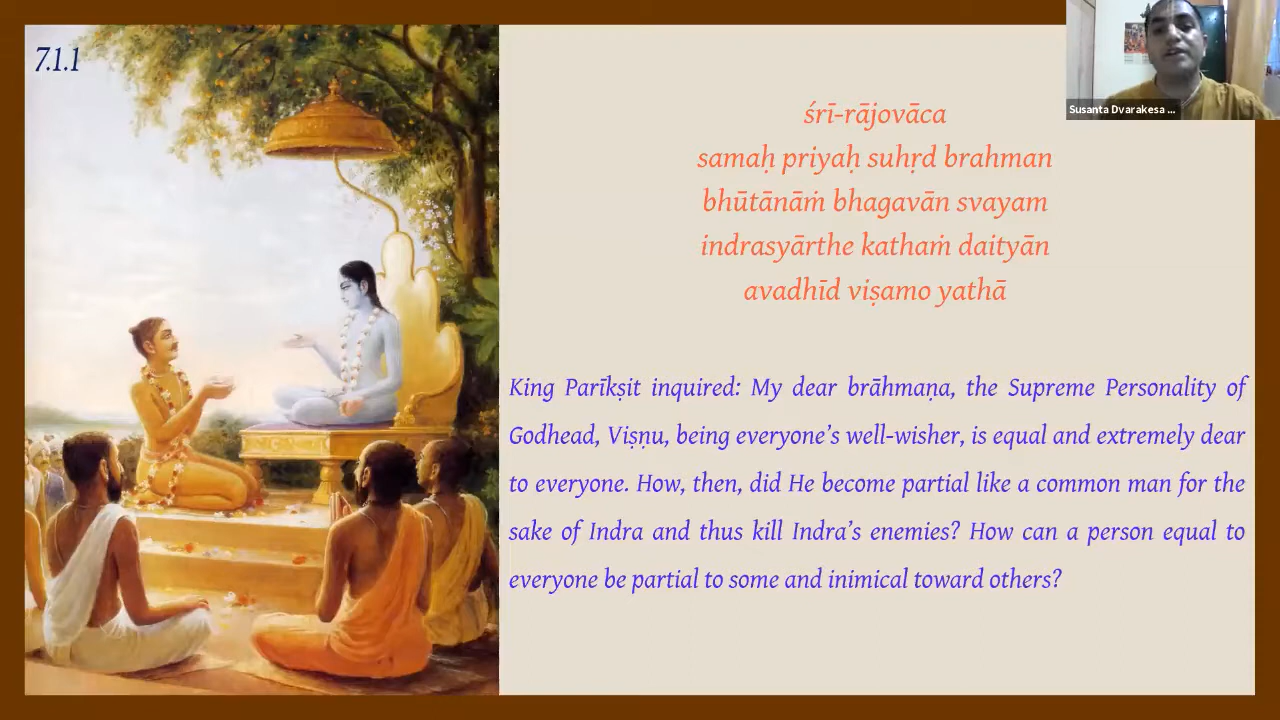 7.1.1
śrī-rājovāca
samaḥ priyaḥ suhṛd brahman
bhūtānāṁ bhagavān svayam
indrasyārthe kathaṁ daityān
avadhīd viṣamo yathā
King Parīkṣit inquired: My dear brāhmaṇa, the Supreme Personality of
Godhead, Viṣṇu, being everyone’s well-wisher, is equal and extremely dear
to everyone. How, then, did He become partial like a common man for the
sake of Indra and thus kill Indra’s enemies? How can a person equal to
everyone be partial to some and inimical toward others?
Susanta Dvarakesa ...